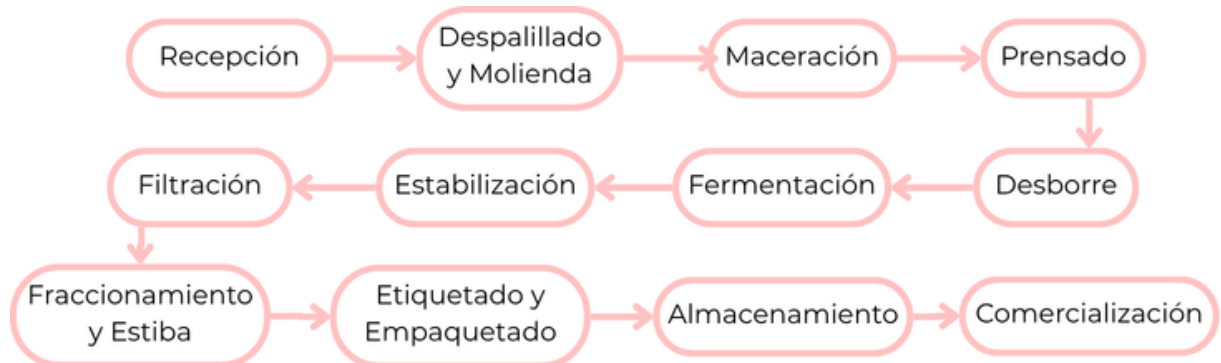 Recepción
Despalillado
y Molienda
Maceración
Prensado
Desborre
Fermentación
Estabilización
Filtración
Fraccionamiento
y Estiba
Etiquetado y
Empaquetado
Almacenamiento
Comercialización